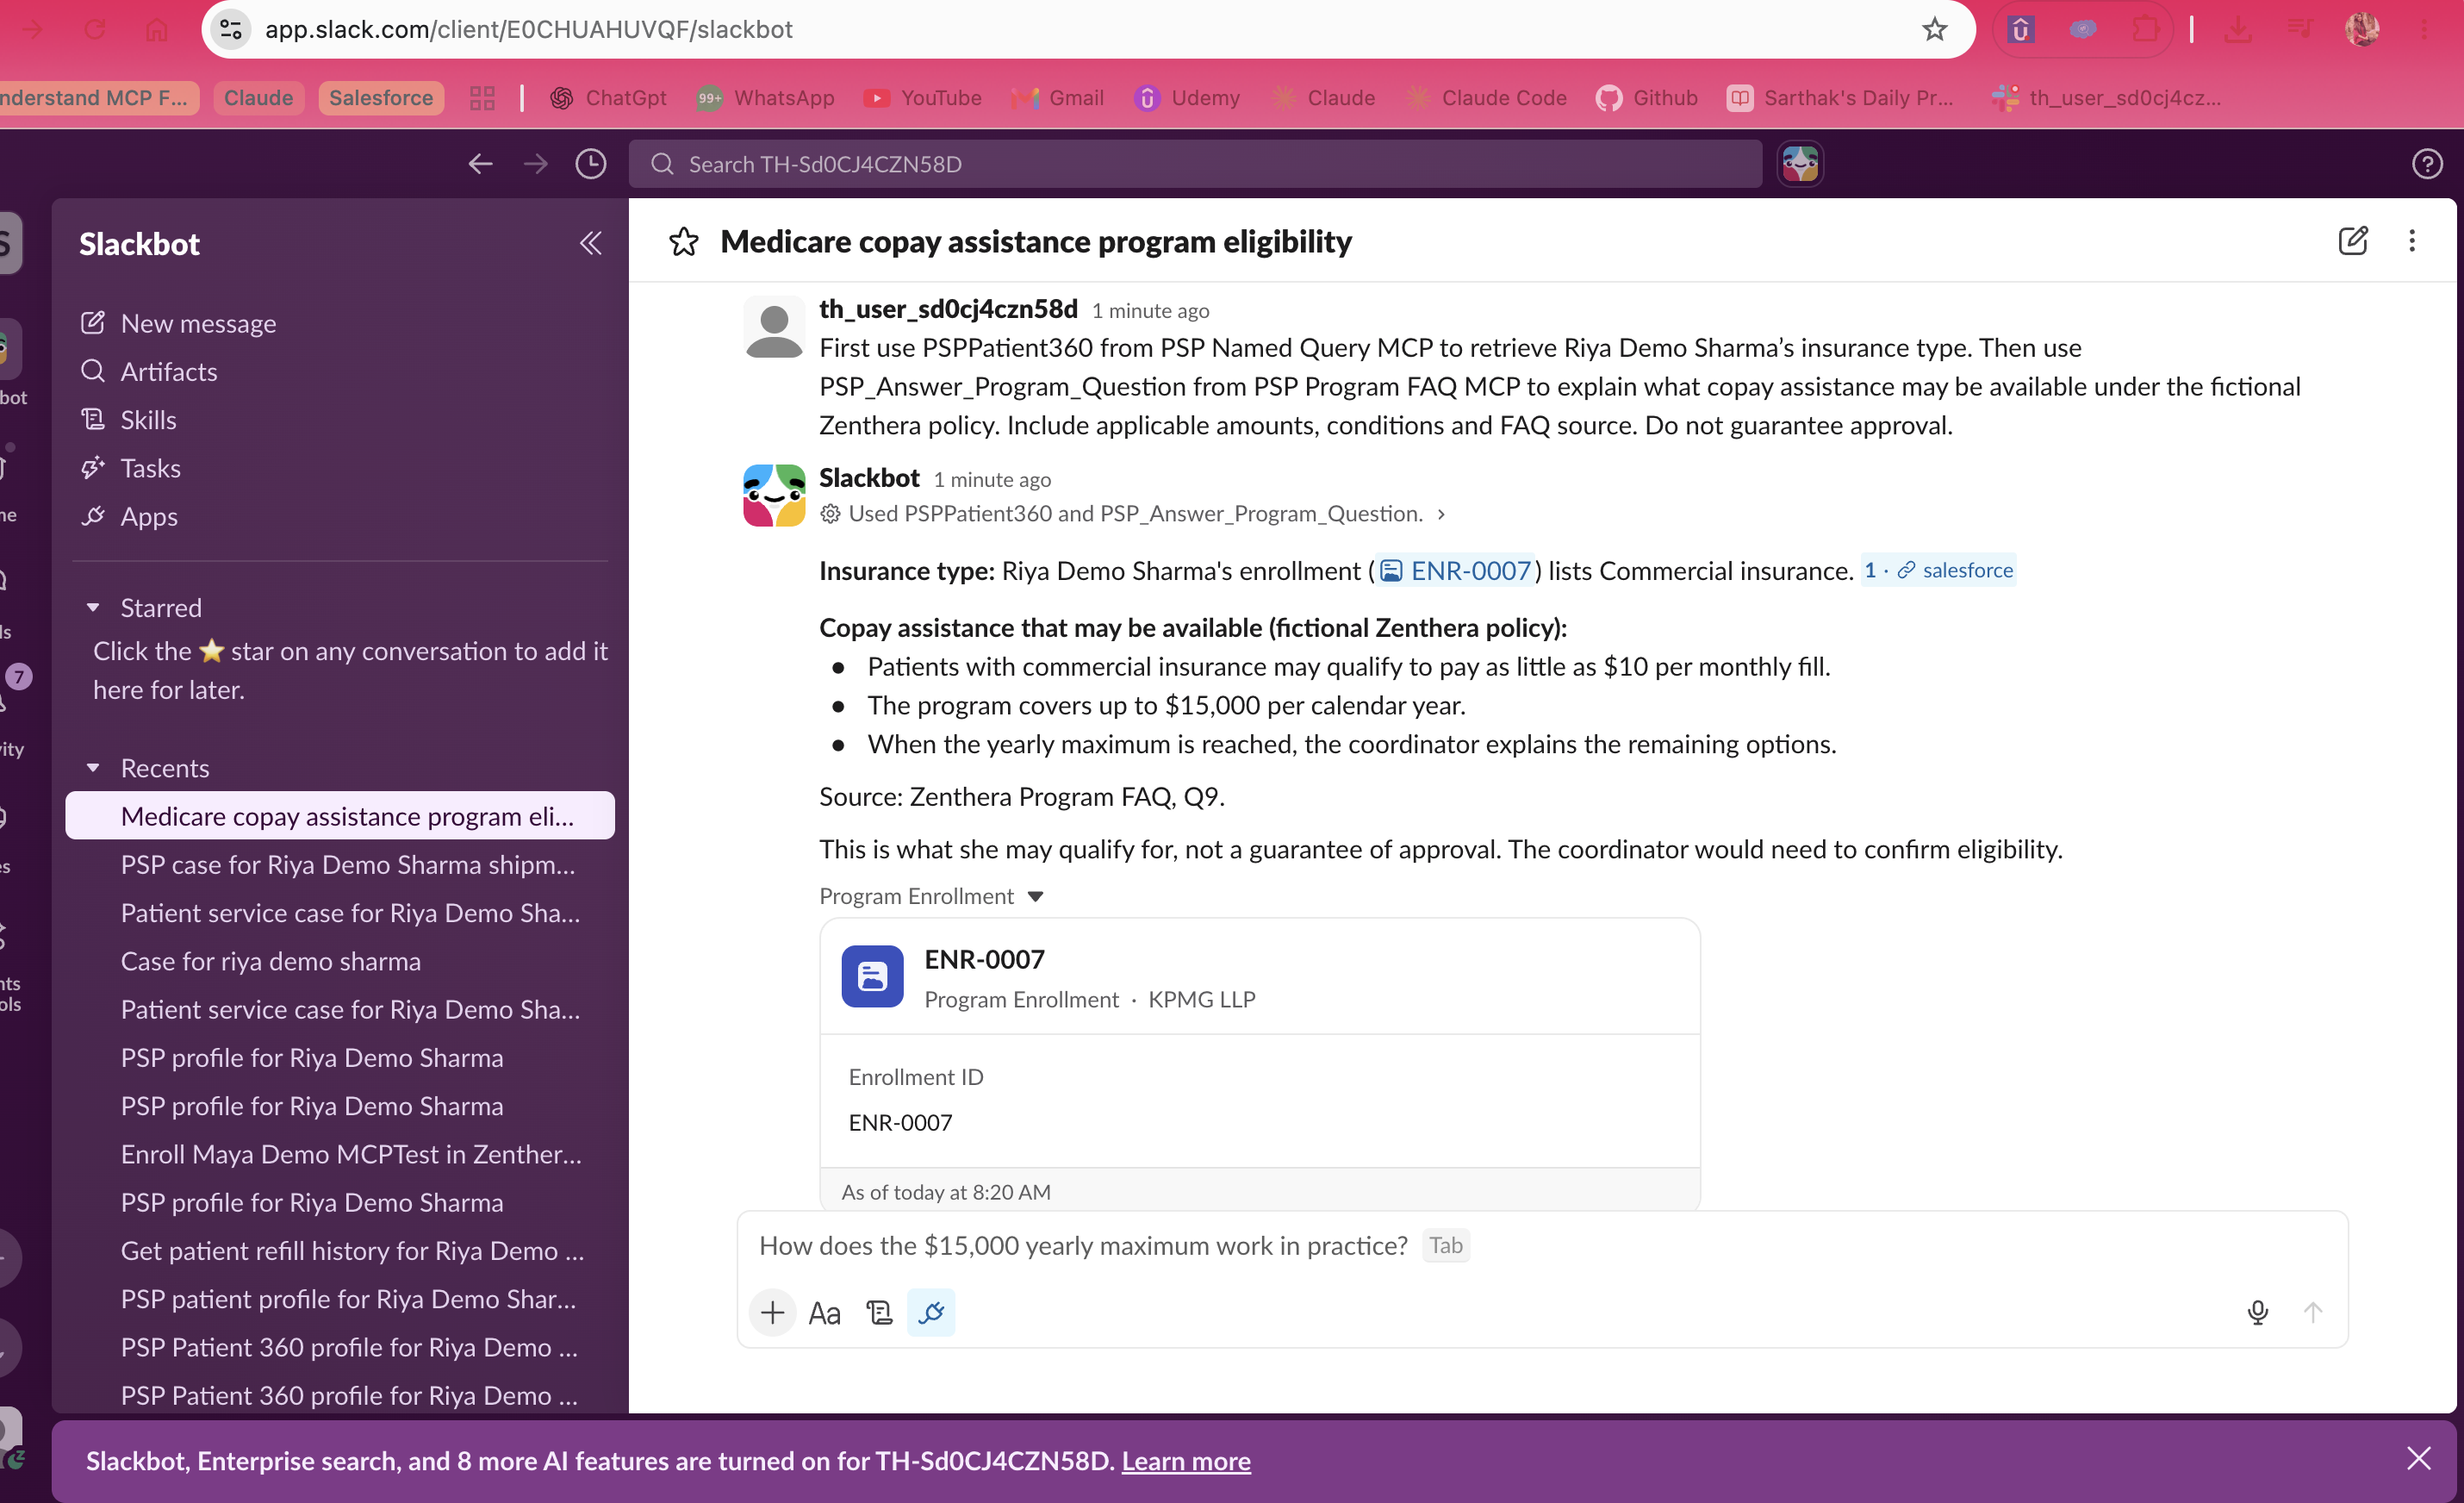 app.slack.com/client/E0CHUAHUVQF/slackbot
nderstand MCP F... Claude Salesforce ChatGpt 99+ WhatsApp YouTube Gmail Udemy Claude Claude Code Github Sarthak's Daily Pr... th_user_sd0cj4cz...
Search TH-Sd0CJ4CZN58D
Slackbot
New message
Artifacts
Skills
Tasks
Apps
Starred
Click the ⭐ star on any conversation to add it
here for later.
Recents
Medicare copay assistance program eli...
PSP case for Riya Demo Sharma shipm...
Patient service case for Riya Demo Sha...
Case for riya demo sharma
Patient service case for Riya Demo Sha...
PSP profile for Riya Demo Sharma
PSP profile for Riya Demo Sharma
Enroll Maya Demo MCPTest in Zenther...
PSP profile for Riya Demo Sharma
Get patient refill history for Riya Demo ...
PSP patient profile for Riya Demo Shar...
PSP Patient 360 profile for Riya Demo ...
PSP Patient 360 profile for Riya Demo ...
7
Medicare copay assistance program eligibility
th_user_sd0cj4czn58d 1 minute ago
First use PSPPatient360 from PSP Named Query MCP to retrieve Riya Demo Sharma’s insurance type. Then use
PSP_Answer_Program_Question from PSP Program FAQ MCP to explain what copay assistance may be available under the fictional
Zenthera policy. Include applicable amounts, conditions and FAQ source. Do not guarantee approval.
Slackbot 1 minute ago
Used PSPPatient360 and PSP_Answer_Program_Question. ›
Insurance type: Riya Demo Sharma's enrollment (ENR-0007) lists Commercial insurance. 1 · salesforce
Copay assistance that may be available (fictional Zenthera policy):
● Patients with commercial insurance may qualify to pay as little as $10 per monthly fill.
● The program covers up to $15,000 per calendar year.
● When the yearly maximum is reached, the coordinator explains the remaining options.
Source: Zenthera Program FAQ, Q9.
This is what she may qualify for, not a guarantee of approval. The coordinator would need to confirm eligibility.
Program Enrollment
ENR-0007
Program Enrollment · KPMG LLP
Enrollment ID
ENR-0007
As of today at 8:20 AM
How does the $15,000 yearly maximum work in practice? Tab
Aa
Slackbot, Enterprise search, and 8 more AI features are turned on for TH-Sd0CJ4CZN58D. Learn more